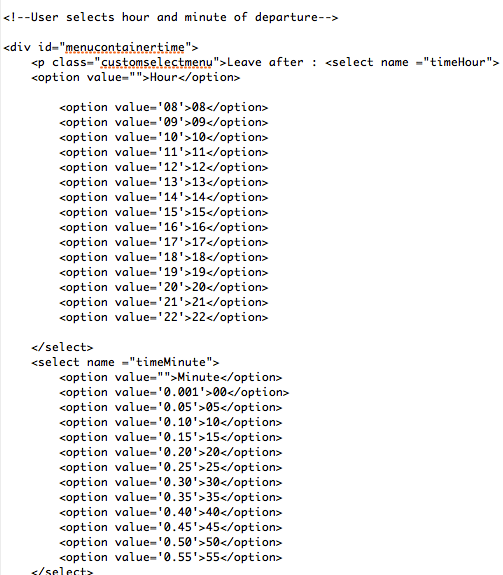 <!--User selects hour and minute of departure-->
<div id="menucontainertime">
<p class="customselectmenu">Leave after : <select name ="timeHour">
<option value="">Hour</option>
<option value='08'>08</option>
<option value='09'>09</option>
<option value='10'>10</option>
<option value='11'>11</option>
<option value='12'>12</option>
<option value='13'>13</option>
<option value='14'>14</option>
<option value='15'>15</option>
<option value='16'>16</option>
<option value='17'>17</option>
<option value='18'>18</option>
<option value='19'>19</option>
<option value='20'>20</option>
<option value='21'>21</option>
<option value='22'>22</option>
</select>
<select name ="timeMinute">
<option value="">Minute</option>
<option value='0.001'>00</option>
<option value='0.05'>05</option>
<option value='0.10'>10</option>
<option value='0.15'>15</option>
<option value='0.20'>20</option>
<option value='0.25'>25</option>
<option value='0.30'>30</option>
<option value='0.35'>35</option>
<option value='0.40'>40</option>
<option value='0.45'>45</option>
<option value='0.50'>50</option>
<option value='0.55'>55</option>
</select>